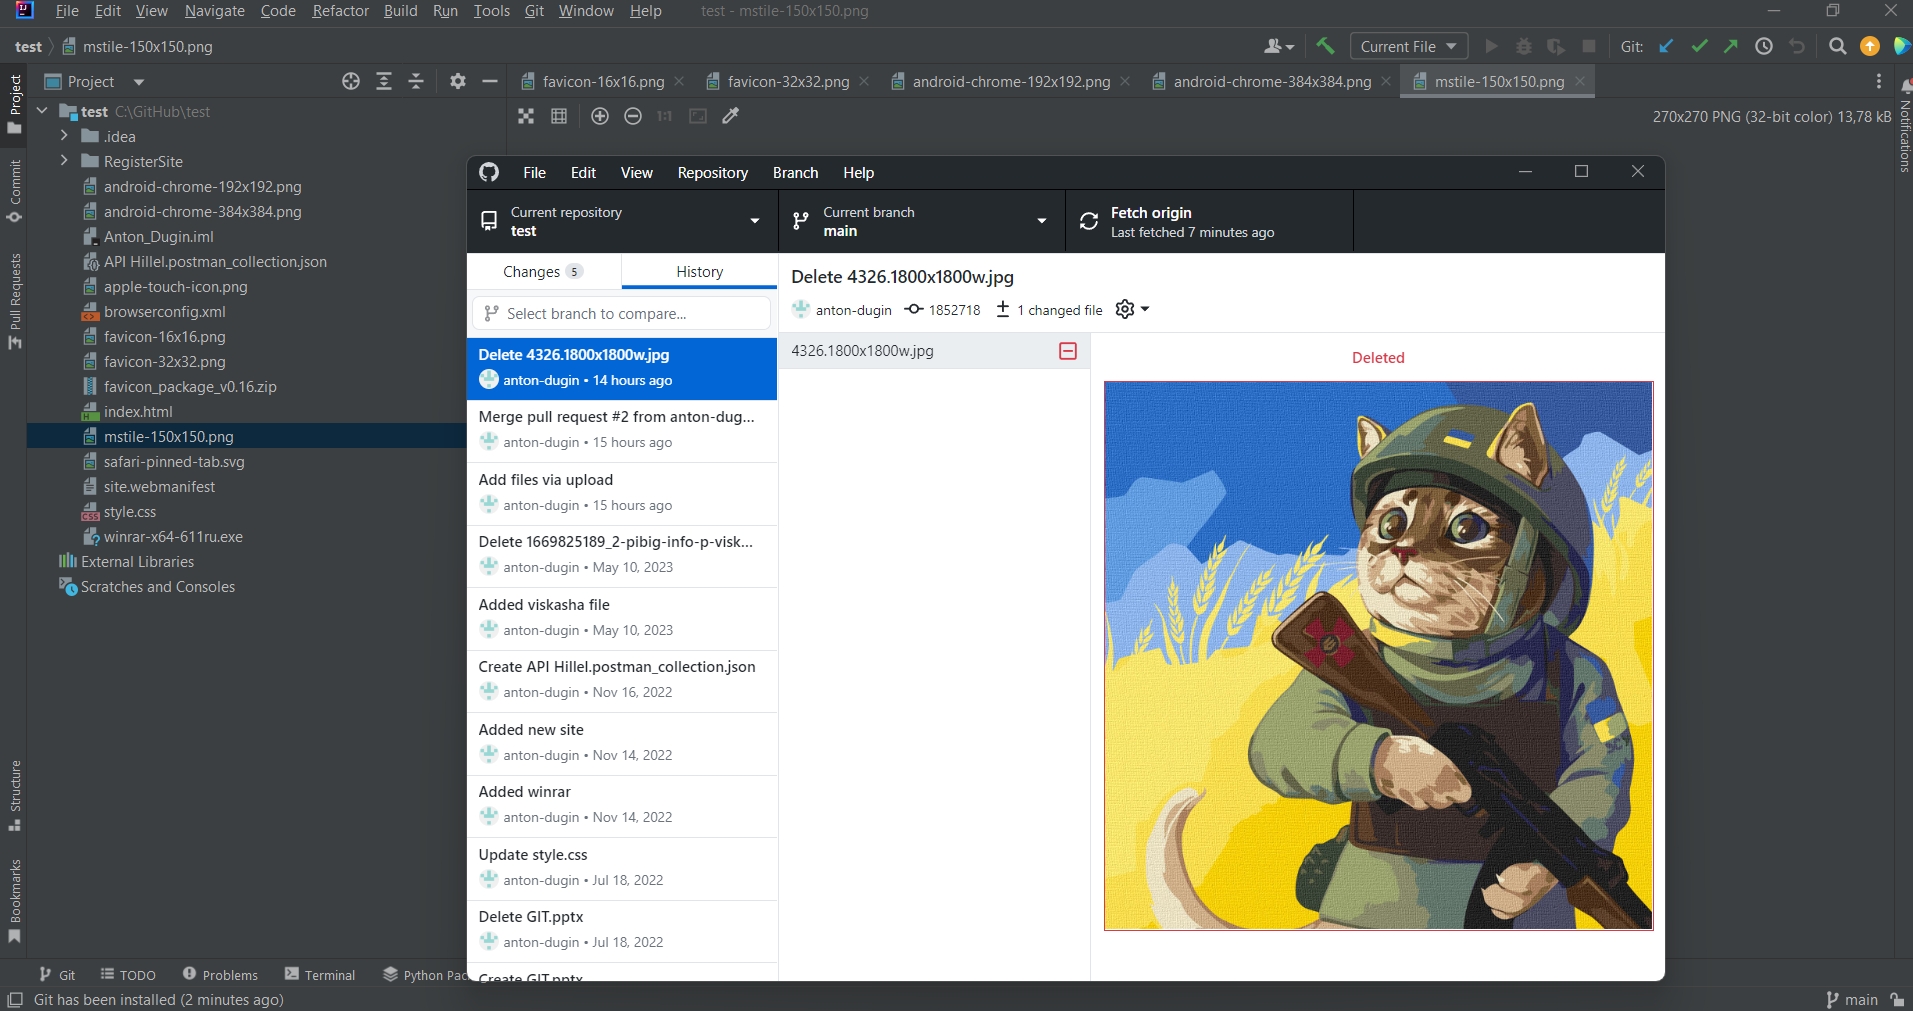 File Edit View Navigate Code Refactor Build Run Tools Git Window Help test - mstile-150x150.png
test mstile-150x150.png
Current File Git:
Project
favicon-16x16.png favicon-32x32.png android-chrome-192x192.png android-chrome-384x384.png mstile-150x150.png
1:1
270x270 PNG (32-bit color) 13,78 kB
Project
Commit
Pull Requests
Structure
Bookmarks
Notifications
test C:\GitHub\test
.idea
RegisterSite
android-chrome-192x192.png
android-chrome-384x384.png
Anton_Dugin.iml
API Hillel.postman_collection.json
apple-touch-icon.png
browserconfig.xml
favicon-16x16.png
favicon-32x32.png
favicon_package_v0.16.zip
index.html
mstile-150x150.png
safari-pinned-tab.svg
site.webmanifest
style.css
winrar-x64-611ru.exe
External Libraries
Scratches and Consoles
File Edit View Repository Branch Help
Current repository
test
Current branch
main
Fetch origin
Last fetched 7 minutes ago
Changes 5 History
Select branch to compare...
Delete 4326.1800x1800w.jpg
anton-dugin • 14 hours ago
Merge pull request #2 from anton-dug...
anton-dugin • 15 hours ago
Add files via upload
anton-dugin • 15 hours ago
Delete 1669825189_2-pibig-info-p-visk...
anton-dugin • May 10, 2023
Added viskasha file
anton-dugin • May 10, 2023
Create API Hillel.postman_collection.json
anton-dugin • Nov 16, 2022
Added new site
anton-dugin • Nov 14, 2022
Added winrar
anton-dugin • Nov 14, 2022
Update style.css
anton-dugin • Jul 18, 2022
Delete GIT.pptx
anton-dugin • Jul 18, 2022
Create GIT.pptx
Delete 4326.1800x1800w.jpg
anton-dugin 1852718 1 changed file
4326.1800x1800w.jpg
Deleted
Git TODO Problems Terminal Python Pac
Git has been installed (2 minutes ago)
main